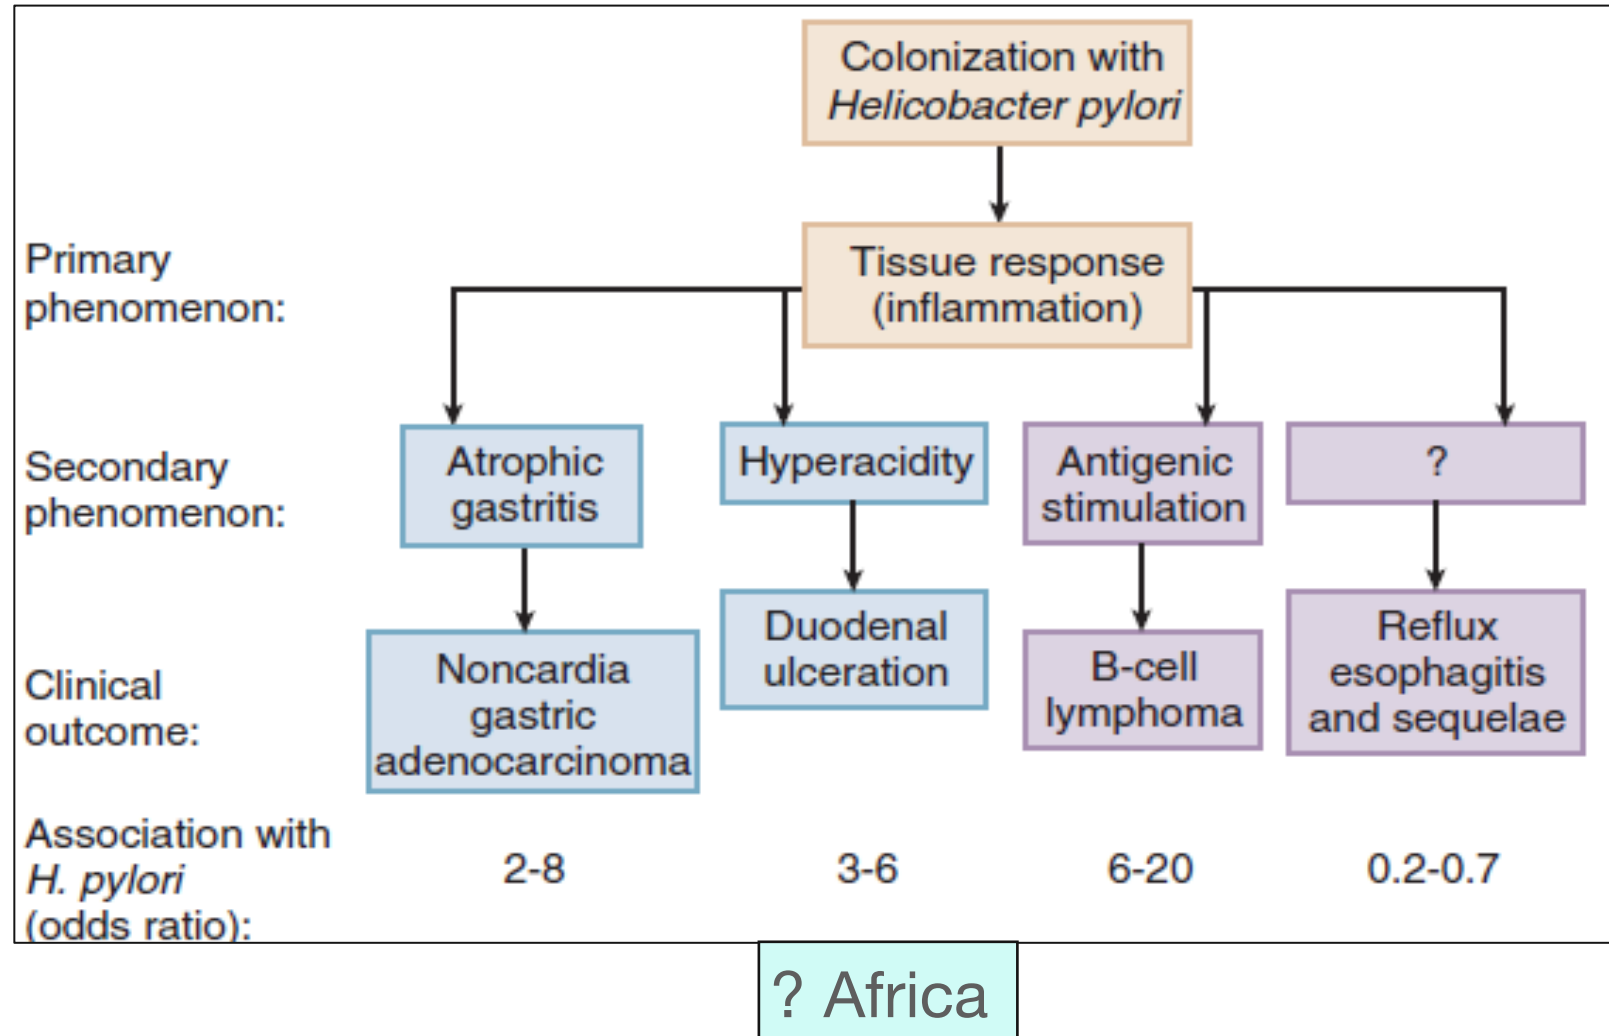 Colonization with
Helicobacter pylori
Primary
phenomenon:
Tissue response
(inflammation)
Secondary
phenomenon:
Atrophic
gastritis
Hyperacidity
Antigenic
stimulation
?
Clinical
outcome:
Noncardia
gastric
adenocarcinoma
Duodenal
ulceration
B-cell
lymphoma
Reflux
esophagitis
and sequelae
Association with
H. pylori
(odds ratio):
2-8
3-6
6-20
0.2-0.7
? Africa